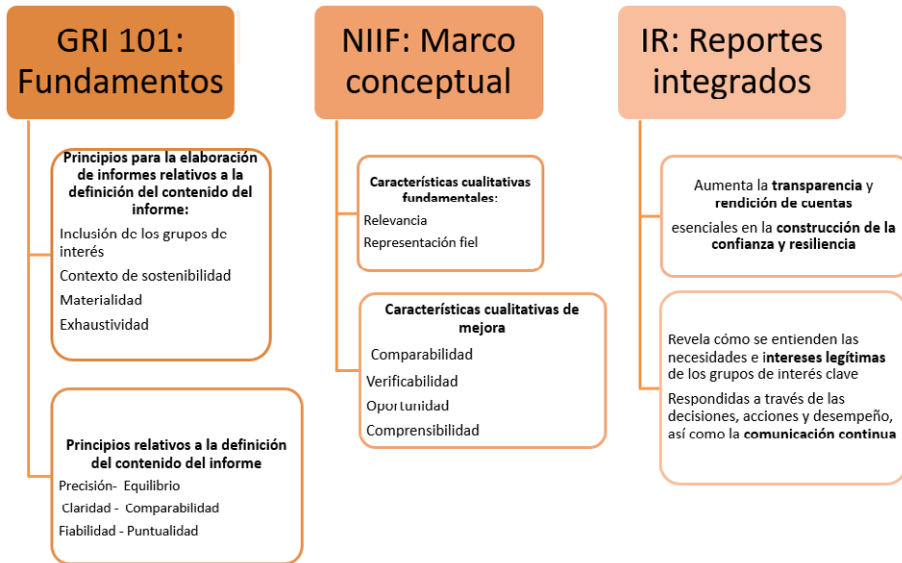 GRI 101:
Fundamentos
Principios para la elaboración
de informes relativos a la
definición del contenido del
informe:
Inclusión de los grupos de
interés
Contexto de sostenibilidad
Materialidad
Exhaustividad
Principios relativos a la definición
del contenido del informe
Precisión- Equilibrio
Claridad - Comparabilidad
Fiabilidad - Puntualidad
NIIF: Marco
conceptual
Características cualitativas
fundamentales:
Relevancia
Representación fiel
Características cualitativas de
mejora
Comparabilidad
Verificabilidad
Oportunidad
Comprensibilidad
IR: Reportes
integrados
Aumenta la transparencia y
rendición de cuentas
esenciales en la construcción de la
confianza y resiliencia
Revela cómo se entienden las
necesidades e intereses legítimas
de los grupos de interés clave
Respondidas a través de las
decisiones, acciones y desempeño,
así como la comunicación continua